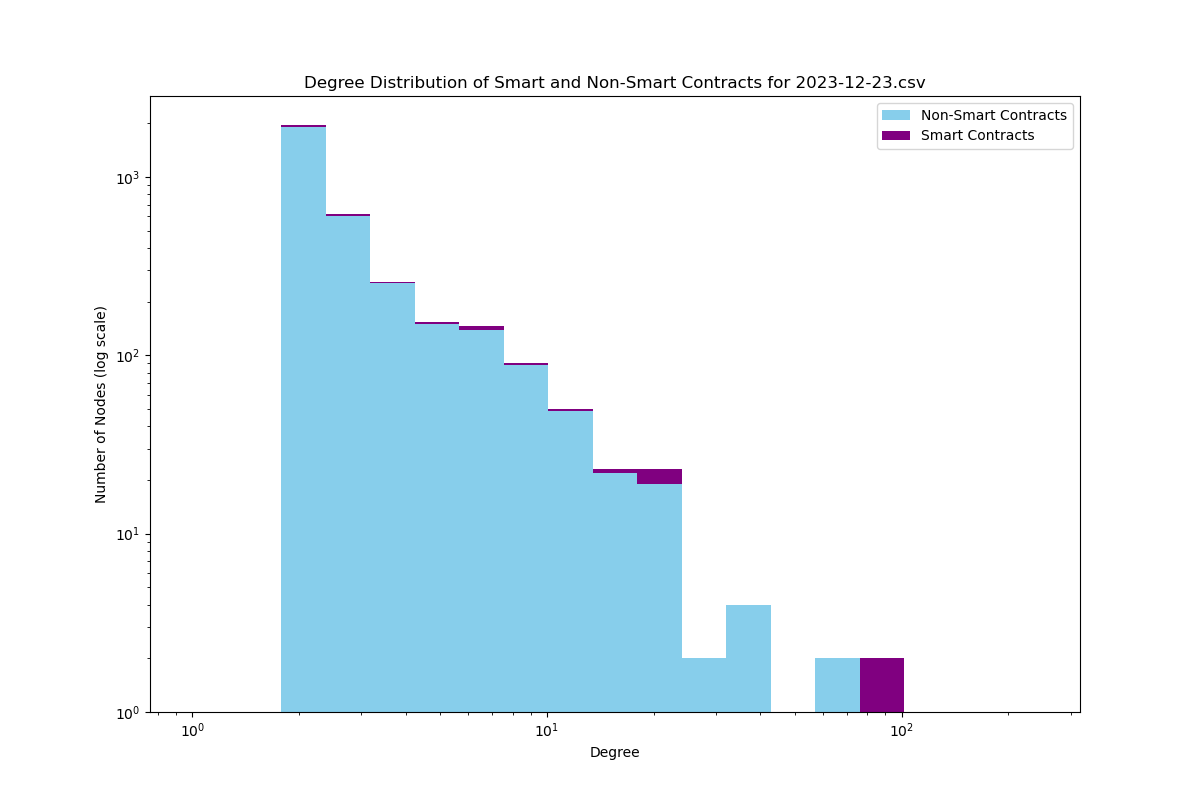 Degree Distribution of Smart and Non-Smart Contracts for 2023-12-23.csv
Non-Smart Contracts
Smart Contracts
Number of Nodes (log scale)
10³
10²
10¹
10⁰
10⁰ 10¹ 10²
Degree